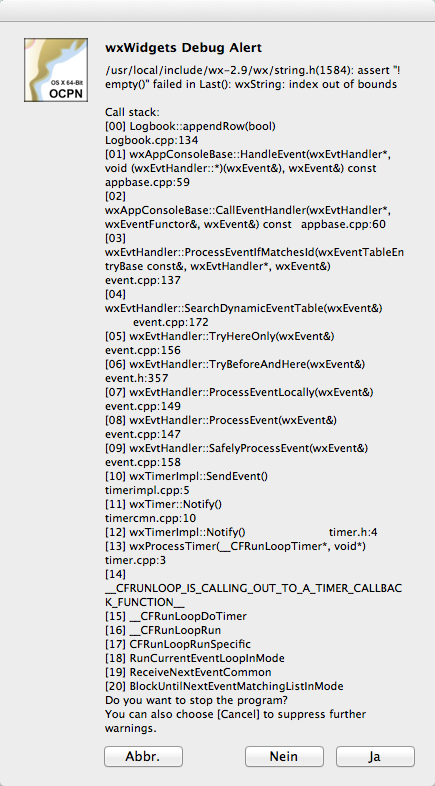 OS X 64-Bit
OCPN
wxWidgets Debug Alert
/usr/local/include/wx-2.9/wx/string.h(1584): assert "!
empty()" failed in Last(): wxString: index out of bounds
Call stack:
[00] Logbook::appendRow(bool)
Logbook.cpp:134
[01] wxAppConsoleBase::HandleEvent(wxEvtHandler*,
void (wxEvtHandler::*)(wxEvent&), wxEvent&) const
appbase.cpp:59
[02]
wxAppConsoleBase::CallEventHandler(wxEvtHandler*,
wxEventFunctor&, wxEvent&) const appbase.cpp:60
[03]
wxEvtHandler::ProcessEventIfMatchesId(wxEventTableEn
tryBase const&, wxEvtHandler*, wxEvent&)
event.cpp:137
[04]
wxEvtHandler::SearchDynamicEventTable(wxEvent&)
event.cpp:172
[05] wxEvtHandler::TryHereOnly(wxEvent&)
event.cpp:156
[06] wxEvtHandler::TryBeforeAndHere(wxEvent&)
event.h:357
[07] wxEvtHandler::ProcessEventLocally(wxEvent&)
event.cpp:149
[08] wxEvtHandler::ProcessEvent(wxEvent&)
event.cpp:147
[09] wxEvtHandler::SafelyProcessEvent(wxEvent&)
event.cpp:158
[10] wxTimerImpl::SendEvent()
timerimpl.cpp:5
[11] wxTimer::Notify()
timercmn.cpp:10
[12] wxTimerImpl::Notify() timer.h:4
[13] wxProcessTimer(__CFRunLoopTimer*, void*)
timer.cpp:3
[14]
__CFRUNLOOP_IS_CALLING_OUT_TO_A_TIMER_CALLBAC
K_FUNCTION__
[15] __CFRunLoopDoTimer
[16] __CFRunLoopRun
[17] CFRunLoopRunSpecific
[18] RunCurrentEventLoopInMode
[19] ReceiveNextEventCommon
[20] BlockUntilNextEventMatchingListInMode
Do you want to stop the program?
You can also choose [Cancel] to suppress further
warnings.
Abbr. Nein Ja